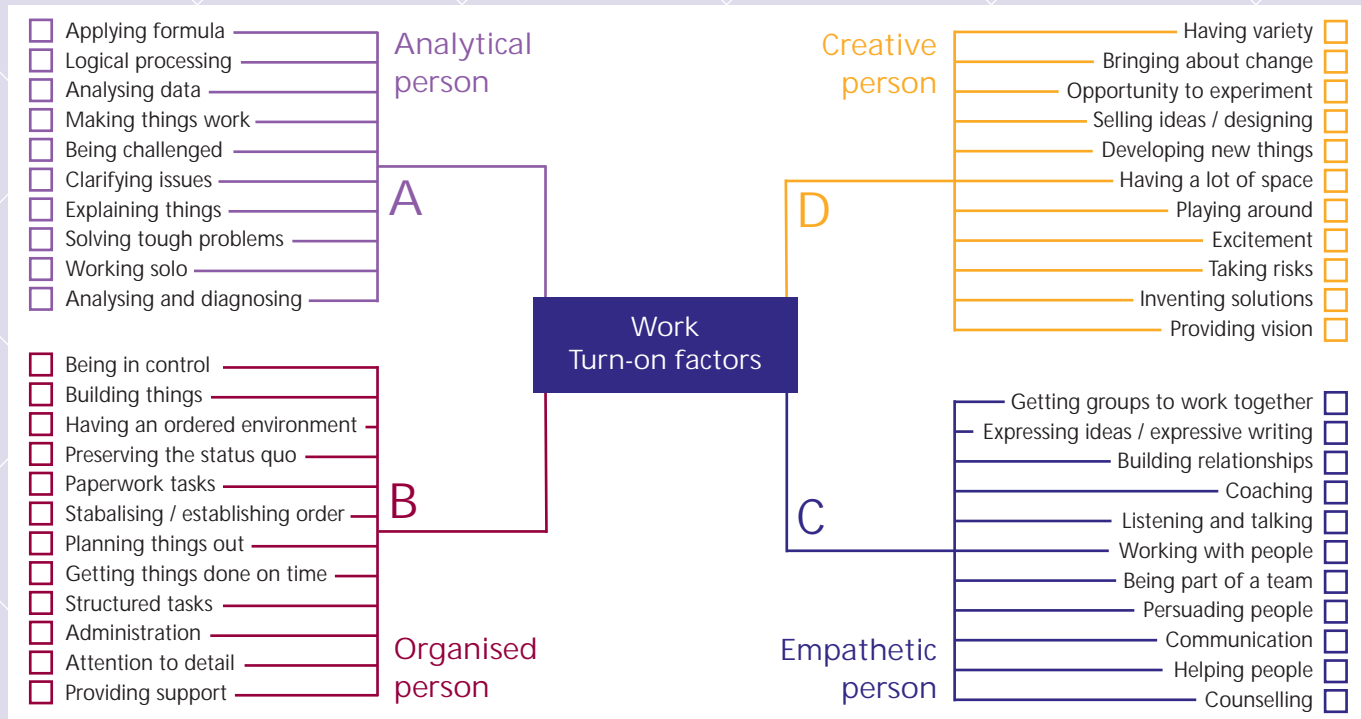 Applying formula
Logical processing
Analysing data
Making things work
Being challenged
Clarifying issues
Explaining things
Solving tough problems
Working solo
Analysing and diagnosing
Analytical
person
A
Creative
person
D
Having variety
Bringing about change
Opportunity to experiment
Selling ideas / designing
Developing new things
Having a lot of space
Playing around
Excitement
Taking risks
Inventing solutions
Providing vision
Work
Turn-on factors
Being in control
Building things
Having an ordered environment
Preserving the status quo
Paperwork tasks
Stabalising / establishing order
Planning things out
Getting things done on time
Structured tasks
Administration
Attention to detail
Providing support
B
Organised
person
C
Empathetic
person
Getting groups to work together
Expressing ideas / expressive writing
Building relationships
Coaching
Listening and talking
Working with people
Being part of a team
Persuading people
Communication
Helping people
Counselling